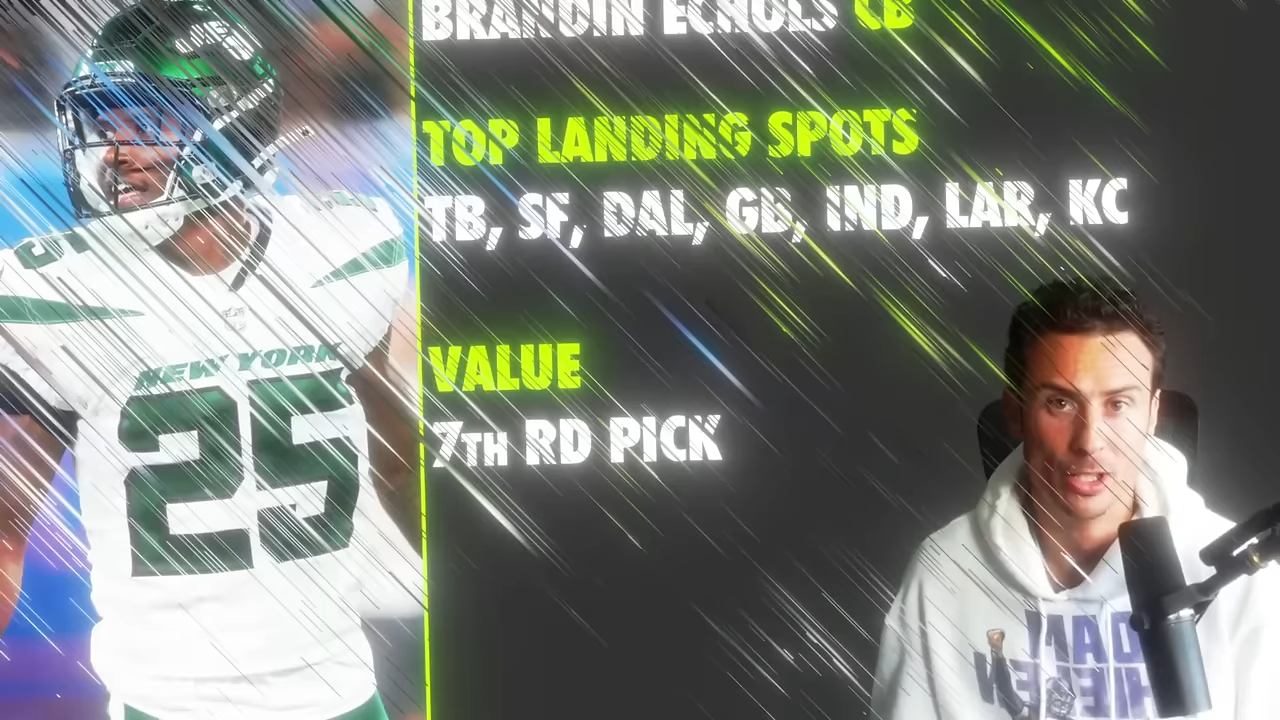 BRANDIN ECHOLS CB
TOP LANDING SPOTS
TB, SF, DAL, GB, IND, LAR, KC
VALUE
7TH RD PICK
NEW YORK
25